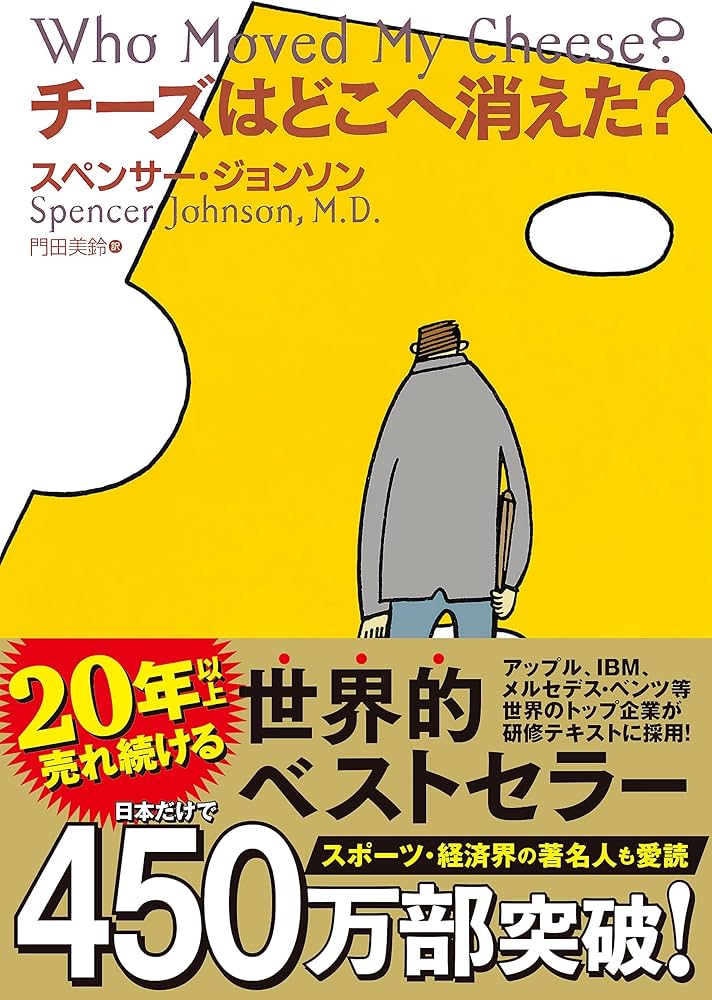 Who Moved My Cheese?
チーズはどこへ消えた?
スペンサー・ジョンソン
Spencer Johnson, M.D.
門田美鈴 訳
20年以上
売れ続ける
世界的
ベストセラー
アップル、IBM、
メルセデス・ベンツ等
世界のトップ企業が
研修テキストに採用!
日本だけで
スポーツ・経済界の著名人も愛読
450万部突破!